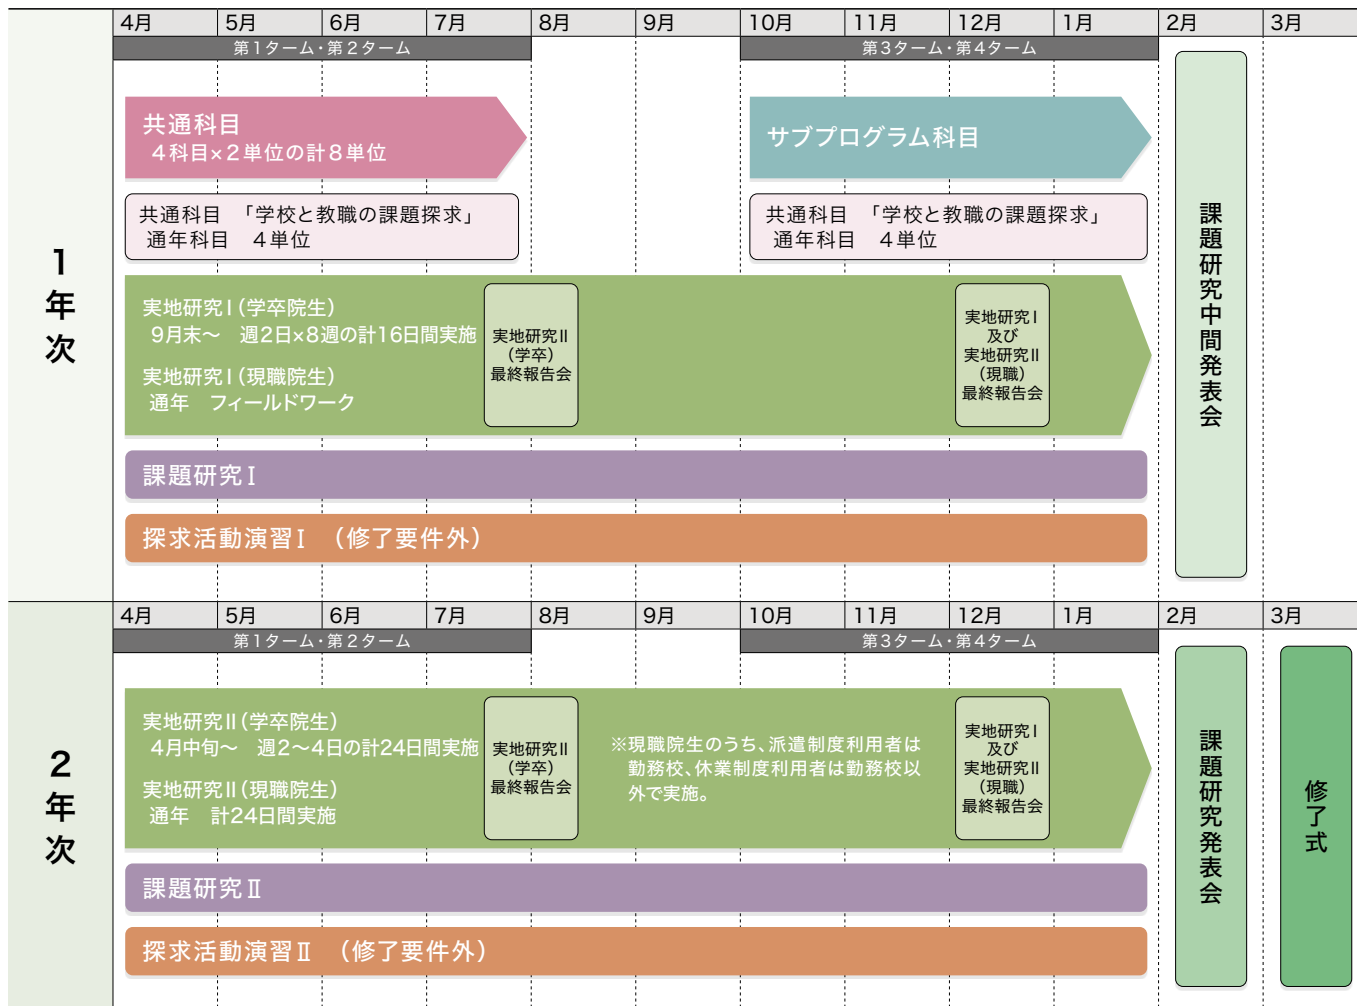 4月 5月 6月 7月 8月 9月 10月 11月 12月 1月 2月 3月
第1ターム・第2ターム
第3ターム・第4ターム
1年次
共通科目
4科目×2単位の計8単位
サブプログラム科目
共通科目 「学校と教職の課題探求」
通年科目 4単位
共通科目 「学校と教職の課題探求」
通年科目 4単位
実地研究Ⅰ(学卒院生)
9月末～ 週2日×8週の計16日間実施
実地研究Ⅰ(現職院生)
通年 フィールドワーク
実地研究Ⅱ
(学卒)
最終報告会
実地研究Ⅰ
及び
実地研究Ⅱ
(現職)
最終報告会
課題研究Ⅰ
探求活動演習Ⅰ (修了要件外)
課題研究中間発表会
4月 5月 6月 7月 8月 9月 10月 11月 12月 1月 2月 3月
第1ターム・第2ターム
第3ターム・第4ターム
2年次
実地研究Ⅱ(学卒院生)
4月中旬～ 週2～4日の計24日間実施
実地研究Ⅱ(現職院生)
通年 計24日間実施
実地研究Ⅱ
(学卒)
最終報告会
※現職院生のうち、派遣制度利用者は
勤務校、休業制度利用者は勤務校以
外で実施。
実地研究Ⅰ
及び
実地研究Ⅱ
(現職)
最終報告会
課題研究Ⅱ
探求活動演習Ⅱ (修了要件外)
課題研究発表会
修了式